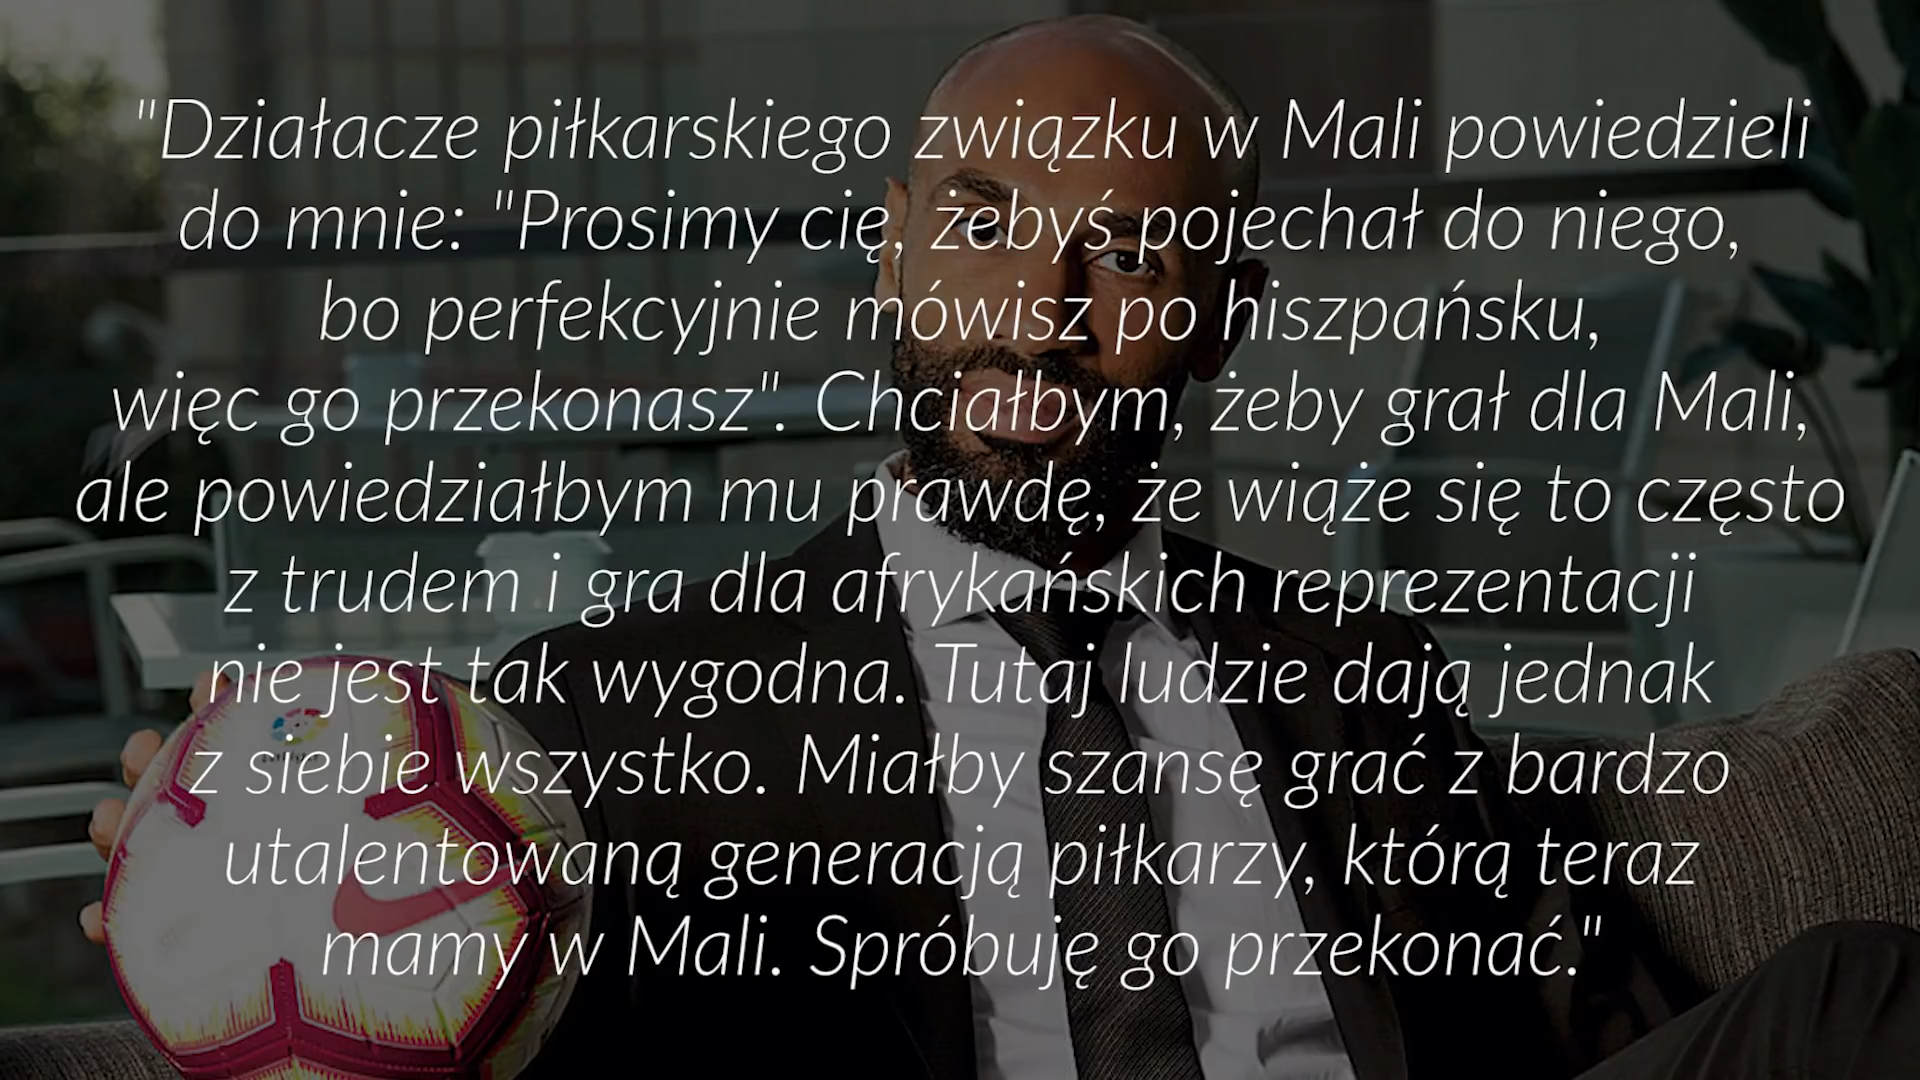 "Działacze piłkarskiego związku w Mali powiedzieli
do mnie: "Prosimy cię, żebyś pojechał do niego,
bo perfekcyjnie mówisz po hiszpańsku,
więc go przekonasz". Chciałbym, żeby grał dla Mali,
ale powiedziałbym mu prawdę, że wiąże się to często
z trudem i gra dla afrykańskich reprezentacji
nie jest tak wygodna. Tutaj ludzie dają jednak
z siebie wszystko. Miałby szansę grać z bardzo
utalentowaną generacją piłkarzy, którą teraz
mamy w Mali. Spróbuję go przekonać."